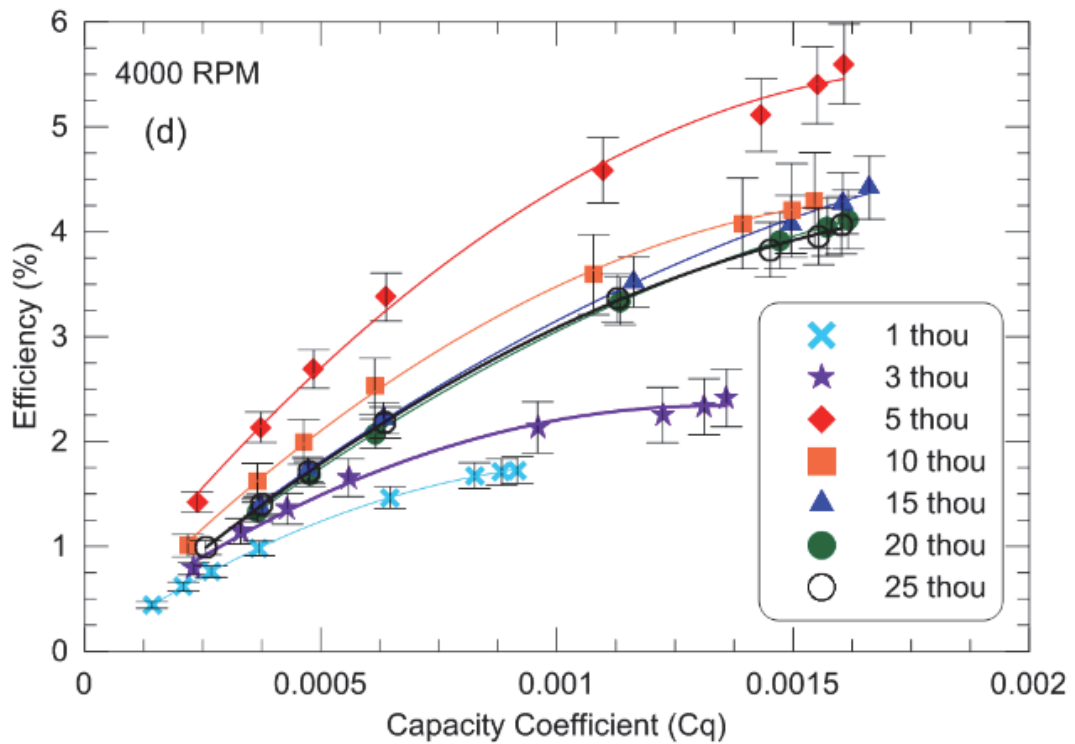 6
4000 RPM
(d)
5
4
3
2
1
0
Efficiency (%)
1 thou
3 thou
5 thou
10 thou
15 thou
20 thou
25 thou
0
0.0005
0.001
0.0015
0.002
Capacity Coefficient (Cq)